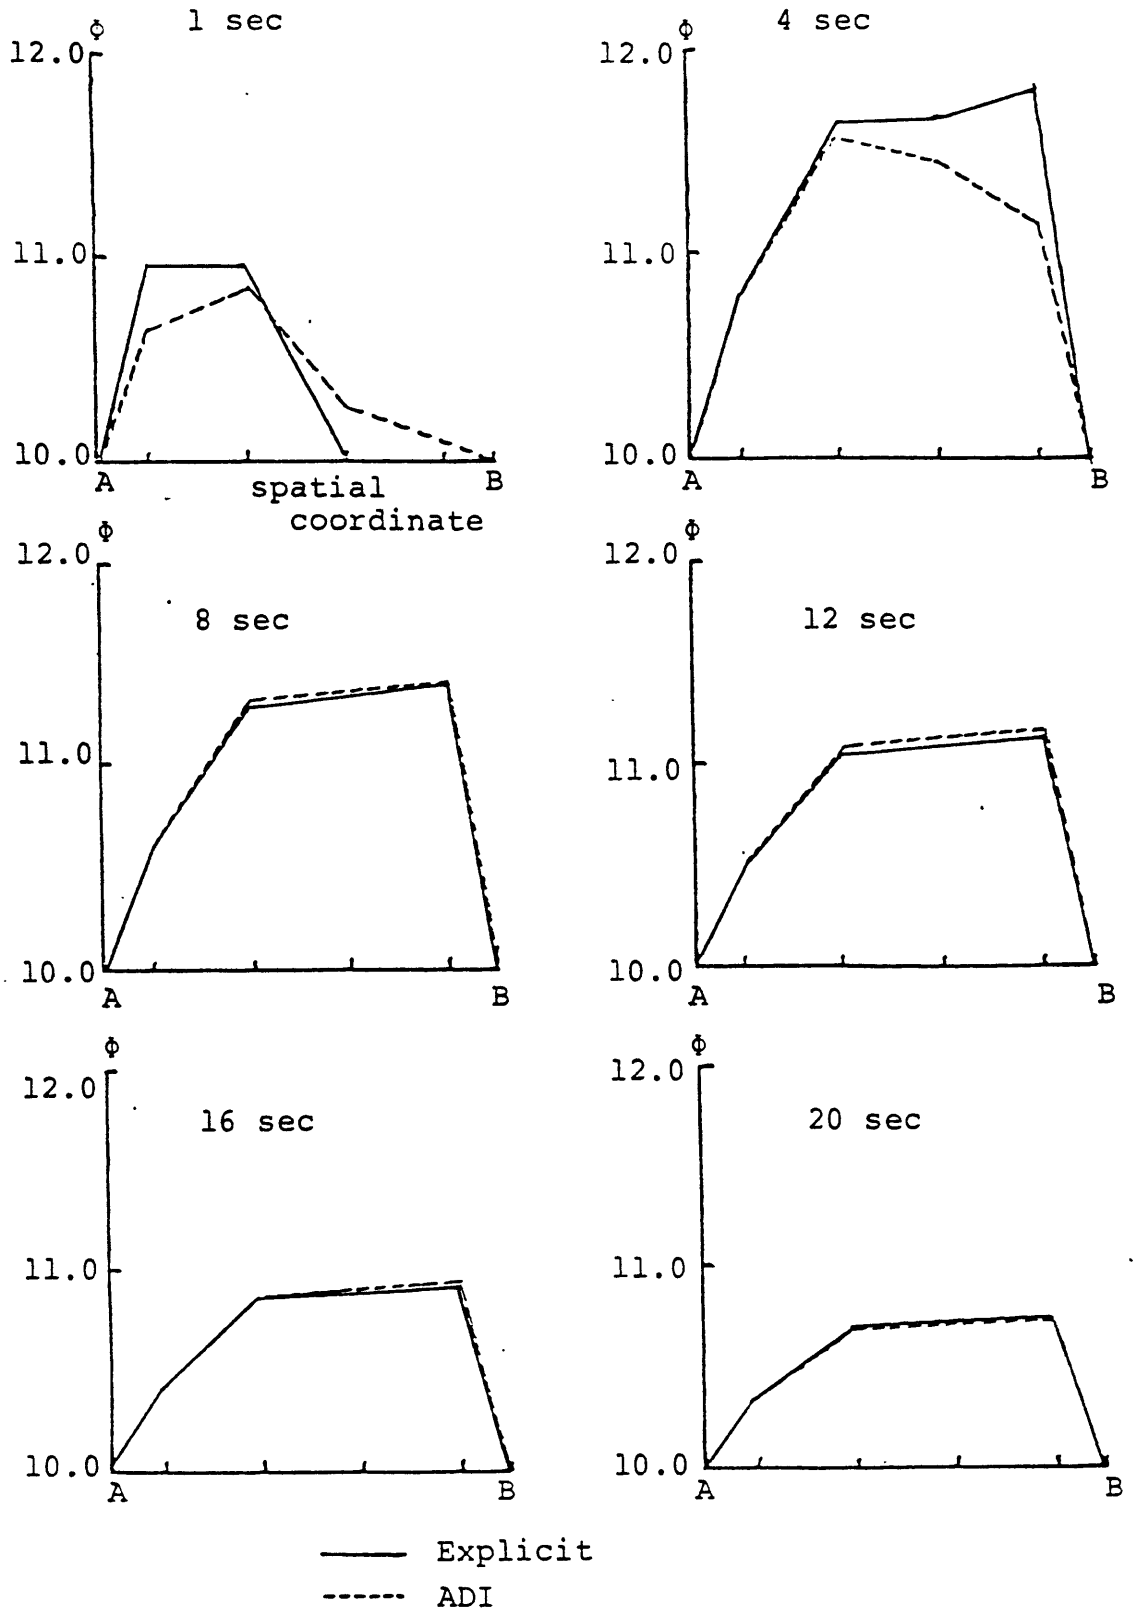 1 sec
Φ
12.0
11.0
10.0
A
B
spatial
coordinate
4 sec
Φ
12.0
11.0
10.0
A
B
Φ
12.0
8 sec
11.0
10.0
A
B
Φ
12.0
12 sec
11.0
10.0
A
B
Φ
12.0
16 sec
11.0
10.0
A
B
Φ
12.0
20 sec
11.0
10.0
A
B
Explicit
ADI